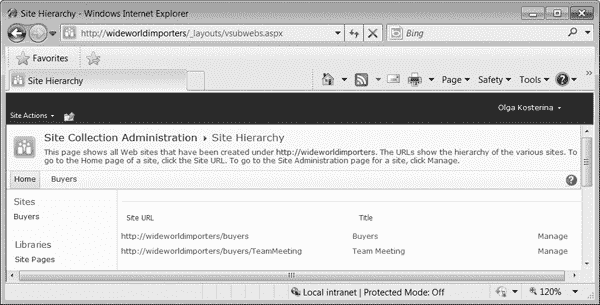 Site Hierarchy - Windows Internet Explorer
http://wideworldimporters/_layouts/vsubwebs.aspx
Bing
Favorites
Site Hierarchy
Page Safety Tools
Olga Kosterina
Site Actions
Site Collection Administration Site Hierarchy
This page shows all Web sites that have been created under http://wideworldimporters. The URLs show the hierarchy of the various sites. To
go to the Home page of a site, click the Site URL. To go to the Site Administration page for a site, click Manage.
Home Buyers
Sites
Buyers
Libraries
Site Pages
Site URL Title
http://wideworldimporters/buyers Buyers Manage
http://wideworldimporters/buyers/TeamMeeting Team Meeting Manage
Local intranet | Protected Mode: Off 120%